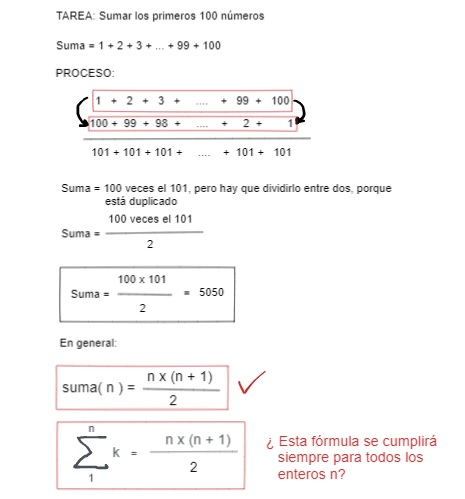 TAREA: Sumar los primeros 100 números
Suma = 1 + 2 + 3 + ... + 99 + 100
PROCESO:
1 + 2 + 3 + .... + 99 + 100
100 + 99 + 98 + .... + 2 + 1
101 + 101 + 101 + .... + 101 + 101
Suma = 100 veces el 101, pero hay que dividirlo entre dos, porque
está duplicado
100 veces el 101
Suma =
2
100 x 101
Suma = = 5050
2
En general:
n x (n + 1)
suma( n ) =
2
n
n x (n + 1)
∑ k =
2
1
¿ Esta fórmula se cumplirá
siempre para todos los
enteros n?